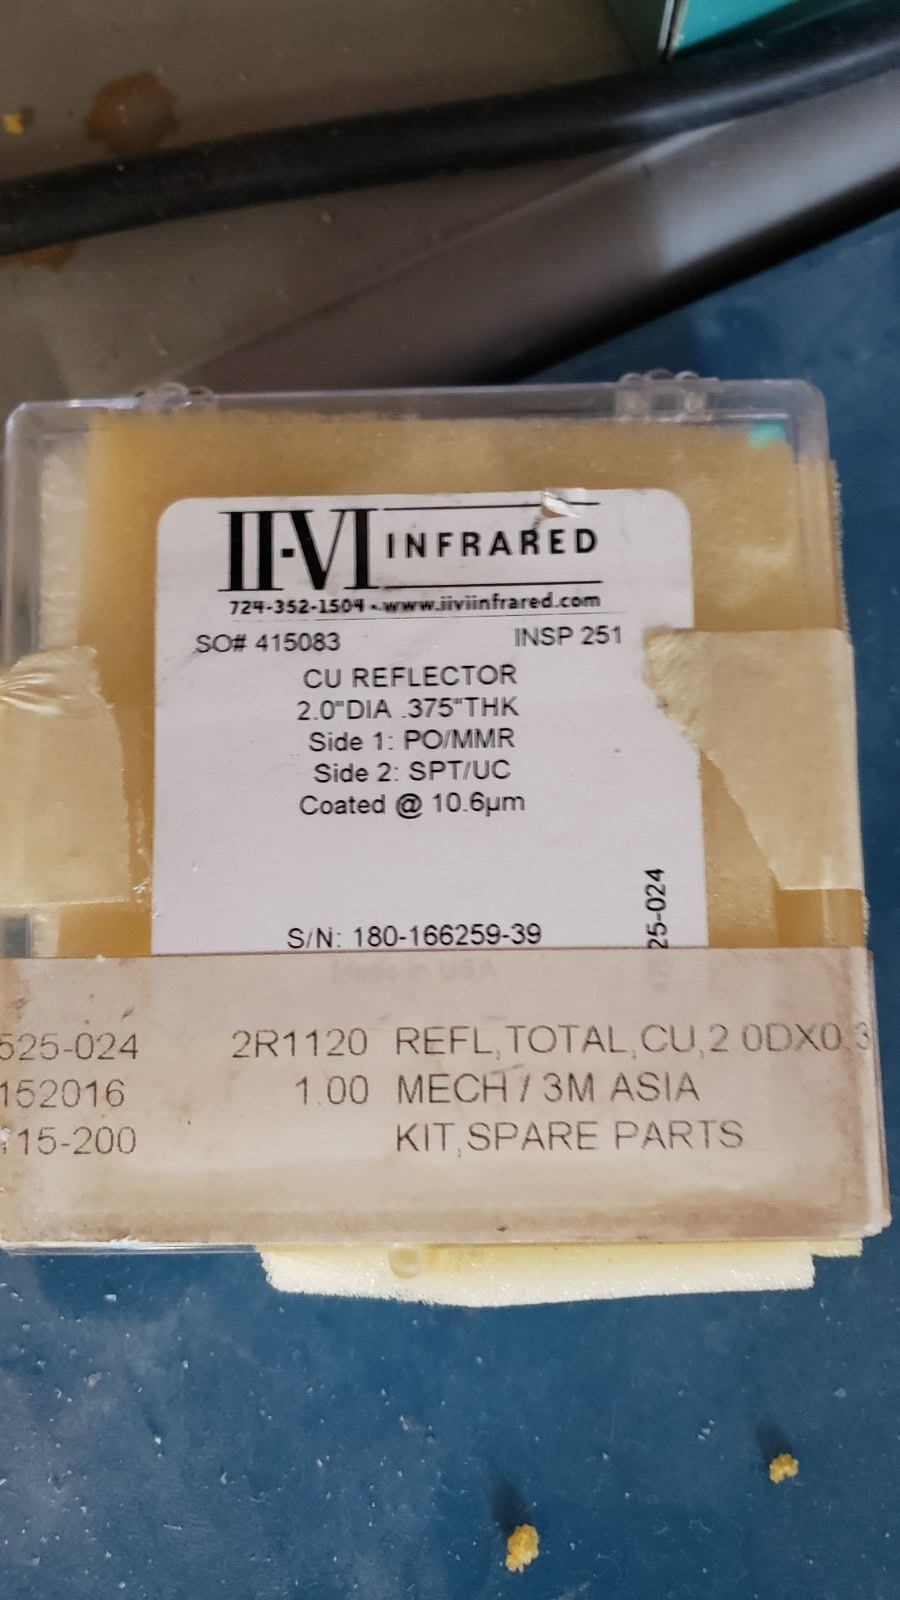 II-VI INFRARED
724-352-1504 - www.iiviinfrared.com
SO# 415083 INSP 251
CU REFLECTOR
2.0"DIA .375"THK
Side 1: PO/MMR
Side 2: SPT/UC
Coated @ 10.6µm
25-024
S/N: 180-166259-39
Made in USA
525-024 2R1120 REFL,TOTAL,CU,2 0DX0.3
152016 1.00 MECH / 3M ASIA
15-200 KIT,SPARE PARTS